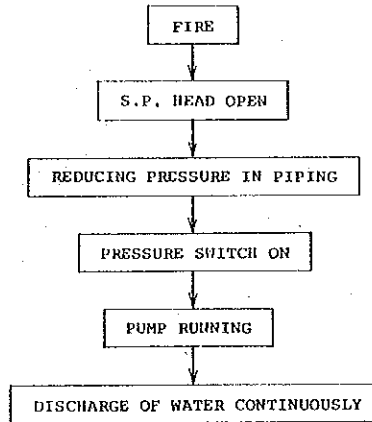 FIRE
S.P. HEAD OPEN
REDUCING PRESSURE IN PIPING
PRESSURE SWITCH ON
PUMP RUNNING
DISCHARGE OF WATER CONTINUOUSLY